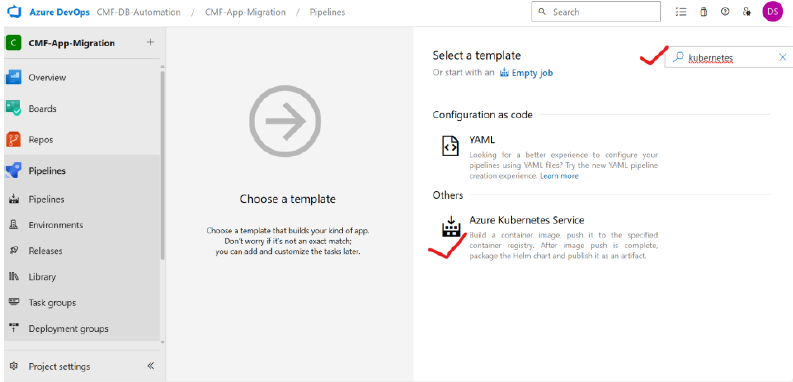 Azure DevOps CMF-DB-Automation / CMF-App-Migration / Pipelines
Search
DS
C CMF-App-Migration +
Overview
Boards
Repos
Pipelines
Pipelines
Environments
Releases
Library
Task groups
Deployment groups
Project settings
Choose a template
Choose a template that builds your kind of app.
Don't worry if it's not an exact match;
you can add and customize the tasks later.
Select a template
Or start with an Empty job
kubernetes
Configuration as code
YAML
Looking for a better experience to configure your
pipelines using YAML files? Try the new YAML pipeline
creation experience. Learn more
Others
Azure Kubernetes Service
Build a container image, push it to the specified
container registry. After image push is complete,
package the Helm chart and publish it as an artifact.